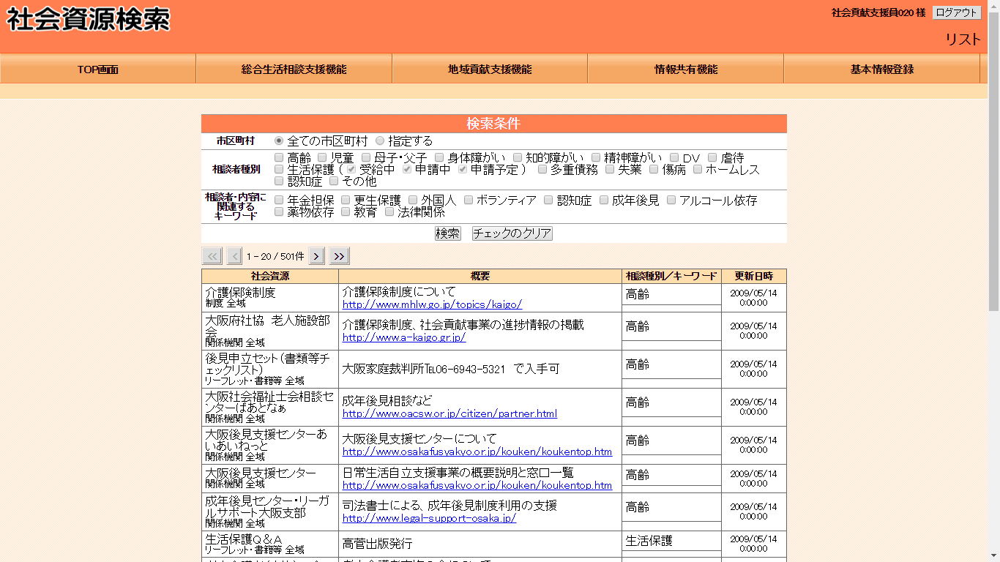 社会資源検索
社会貢献支援員020 様 ログアウト
リスト
TOP画面 総合生活相談支援機能 地域貢献支援機能 情報共有機能 基本情報登録
検索条件
市区町村 全ての市区町村 指定する
相談者種別 高齢 児童 母子・父子 身体障がい 知的障がい 精神障がい DV 虐待
生活保護 ( 受給中 申請中 申請予定 ) 多重債務 失業 傷病 ホームレス
認知症 その他
相談者・内容に
関連する
キーワード
年金担保 更生保護 外国人 ボランティア 認知症 成年後見 アルコール依存
薬物依存 教育 法律関係
検索 チェックのクリア
<< < 1 - 20 / 501件 > >>
社会資源 概要 相談種別／キーワード 更新日時
介護保険制度
制度 全域
介護保険制度について
http://www.mhlw.go.jp/topics/kaigo/
高齢
2009/05/14
0:00:00
大阪府社協　老人施設部
会
関係機関 全域
介護保険制度、社会貢献事業の進捗情報の掲載
http://www.a-kaigo.gr.jp/
高齢
2009/05/14
0:00:00
後見申立セット（書類等チ
ェックリスト）
リーフレット・書籍等 全域
大阪家庭裁判所℡06-6943-5321　で入手可
高齢
2009/05/14
0:00:00
大阪社会福祉士会相談セ
ンターぱあとなぁ
関係機関 全域
成年後見相談など
http://www.oacsw.or.jp/citizen/partner.html
高齢
2009/05/14
0:00:00
大阪後見支援センターあ
いあいねっと
関係機関 全域
大阪後見支援センターについて
http://www.osakafusyakyo.or.jp/kouken/koukentop.htm
高齢
2009/05/14
0:00:00
大阪後見支援センター
関係機関 全域
日常生活自立支援事業の概要説明と窓口一覧
http://www.osakafusyakyo.or.jp/kouken/koukentop.htm
高齢
2009/05/14
0:00:00
成年後見センター・リーガ
ルサポート大阪支部
関係機関 全域
司法書士による、成年後見制度利用の支援
http://www.legal-support-osaka.jp/
高齢
2009/05/14
0:00:00
生活保護Ｑ＆Ａ
リーフレット・書籍等 全域
高菅出版発行
生活保護
2009/05/14
0:00:00